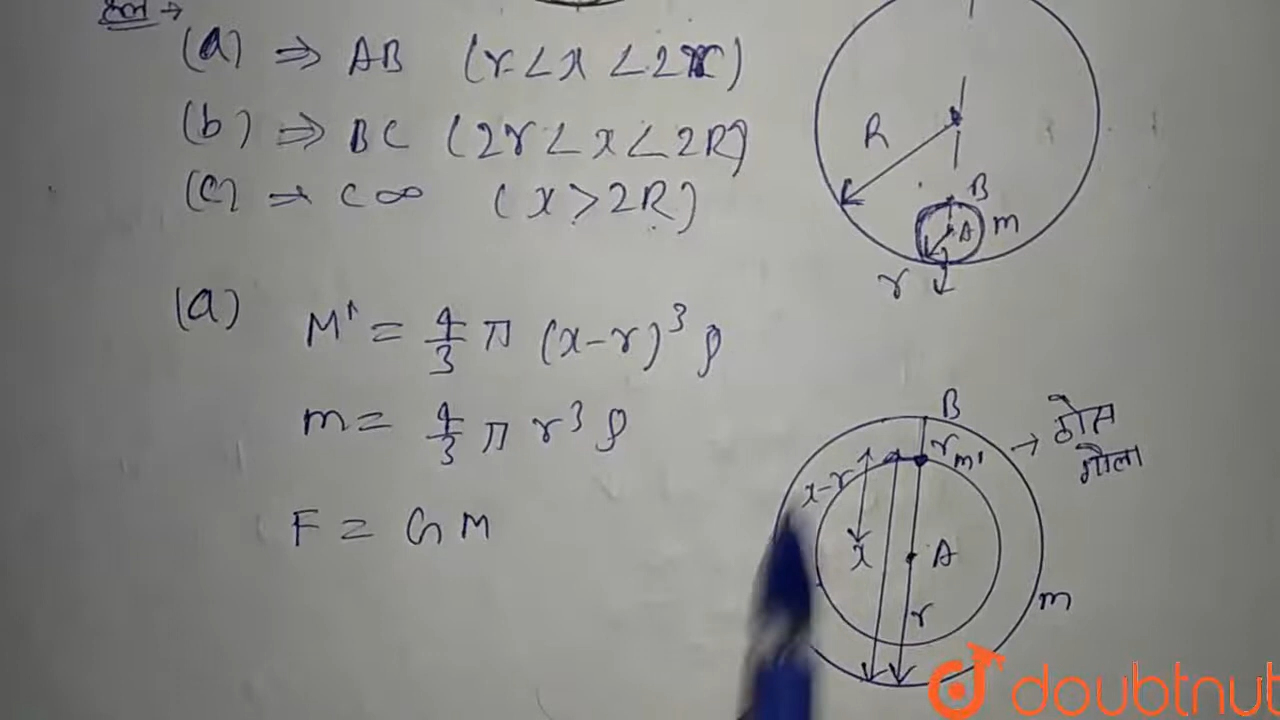 हल →
(a) ⇒ AB (r < x < 2r)
(b) ⇒ BC (2r < x < 2R)
(c) → C∞ (x > 2R)
R
B
A
m
r
(a)
M' = 4/3 π (x-r)³ ρ
m = 4/3 π r³ ρ
F = GM
B
r
m'
→ ठोस
गोला
x-r
x
A
r
m
doubtnut